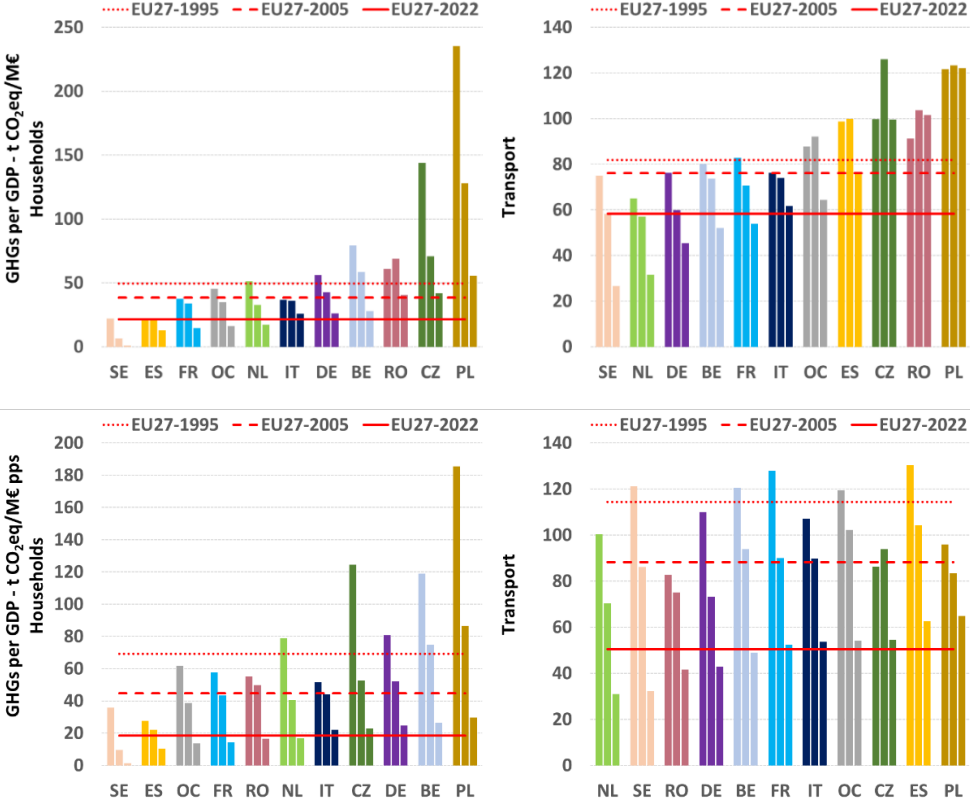 EU27-1995 EU27-2005 EU27-2022
GHGs per GDP - t CO₂eq/M€
Households
250
200
150
100
50
0
SE ES FR OC NL IT DE BE RO CZ PL
EU27-1995 EU27-2005 EU27-2022
Transport
140
120
100
80
60
40
20
0
SE NL DE BE FR IT OC ES CZ RO PL
EU27-1995 EU27-2005 EU27-2022
GHGs per GDP - t CO₂eq/M€ pps
Households
200
180
160
140
120
100
80
60
40
20
0
SE ES OC FR RO NL IT CZ DE BE PL
EU27-1995 EU27-2005 EU27-2022
Transport
140
120
100
80
60
40
20
0
NL SE RO DE BE FR IT OC CZ ES PL